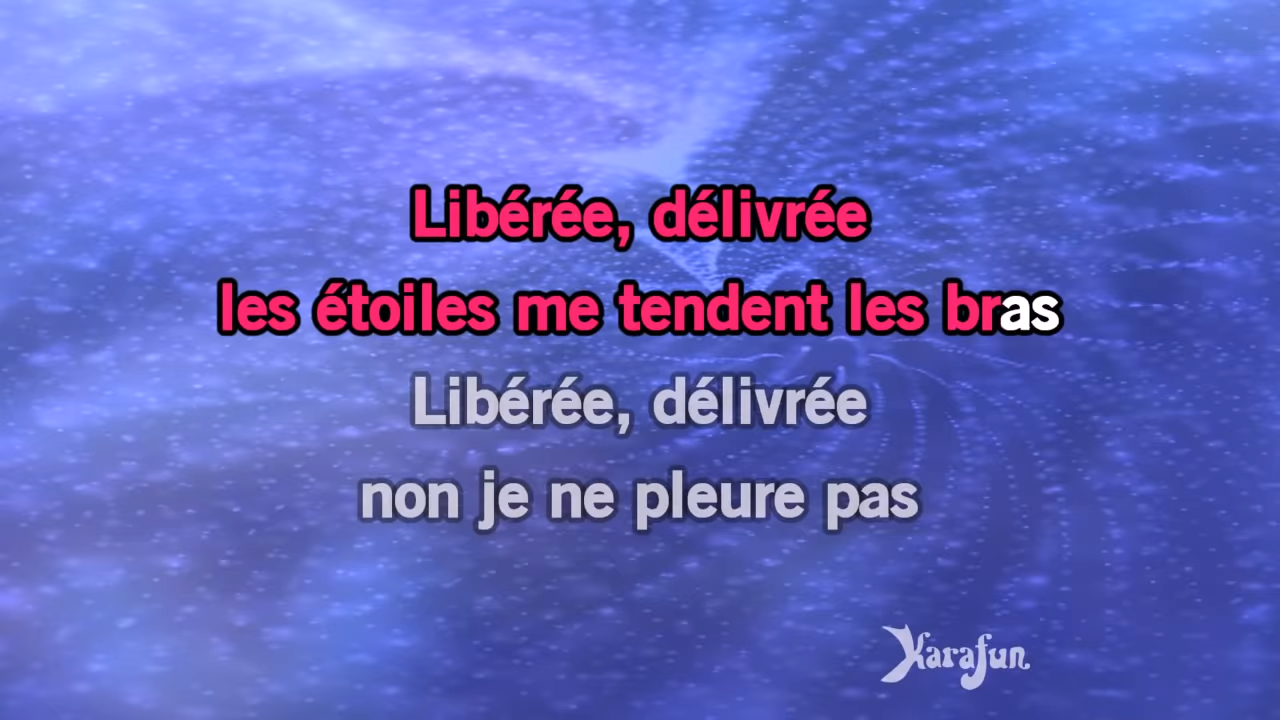 Libérée, délivrée
les étoiles me tendent les bras
Libérée, délivrée
non je ne pleure pas
Karafun